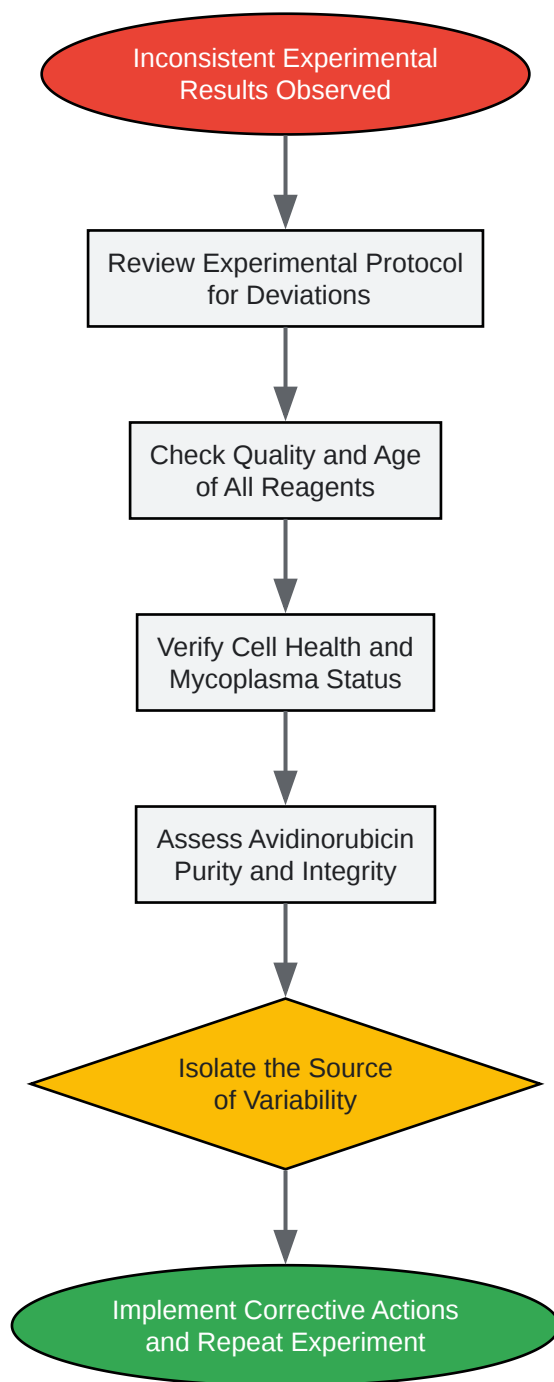 Inconsistent Experimental
Results Observed
Review Experimental Protocol
for Deviations
Check Quality and Age
of All Reagents
Verify Cell Health and
Mycoplasma Status
Assess Avidinorubicin
Purity and Integrity
Isolate the Source
of Variability
Implement Corrective Actions
and Repeat Experiment